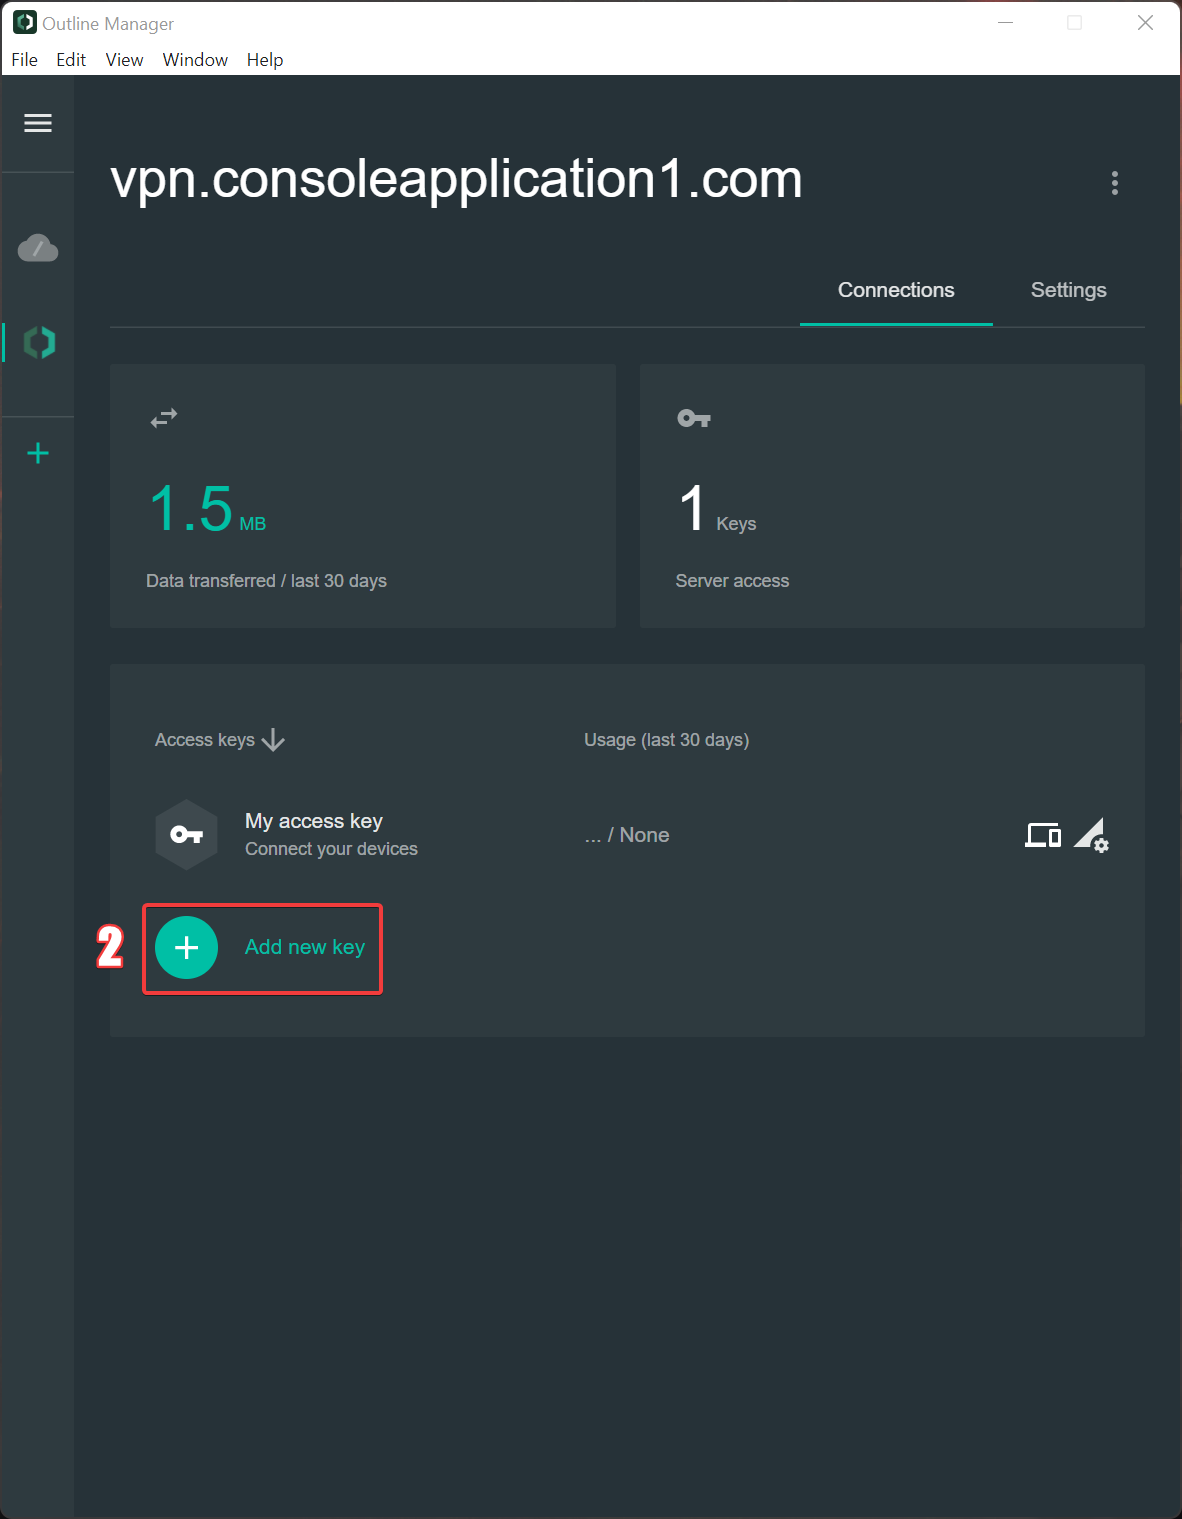 Outline Manager
File Edit View Window Help
vpn.consoleapplication1.com
Connections Settings
1.5 MB
Data transferred / last 30 days
1 Keys
Server access
Access keys Usage (last 30 days)
My access key
Connect your devices
... / None
2
Add new key